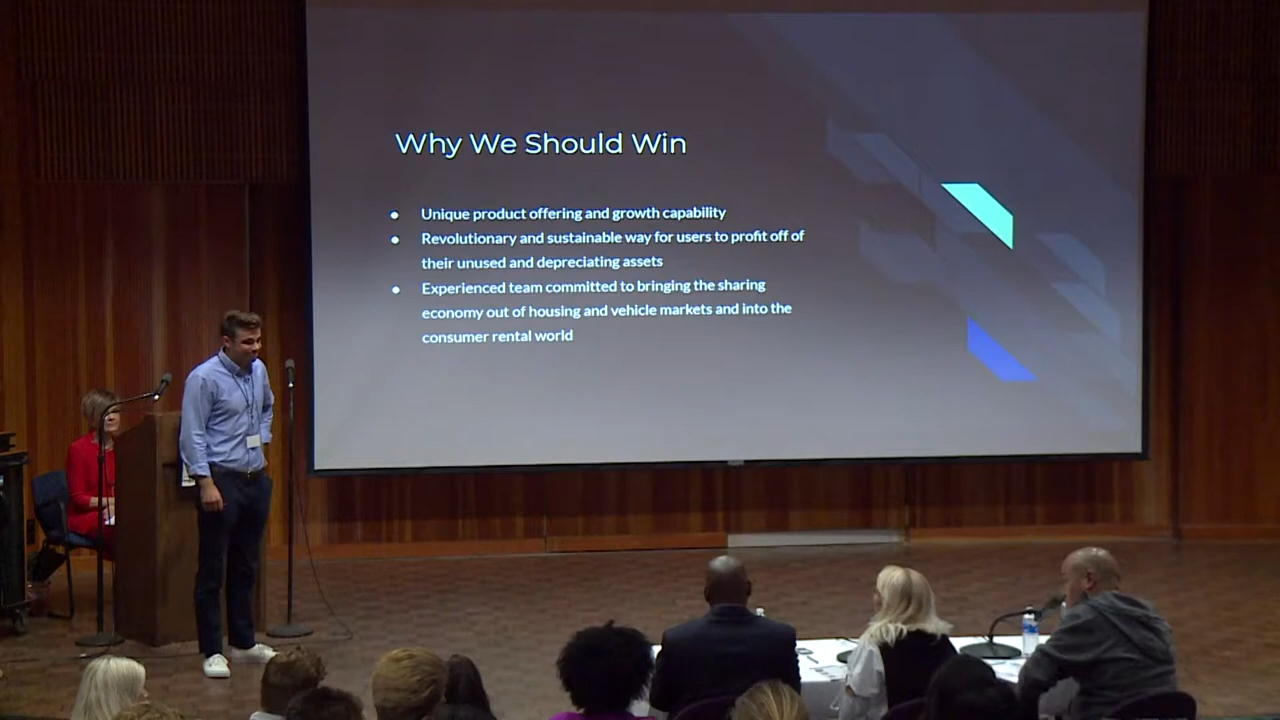 Why We Should Win
● Unique product offering and growth capability
● Revolutionary and sustainable way for users to profit off of
their unused and depreciating assets
● Experienced team committed to bringing the sharing
economy out of housing and vehicle markets and into the
consumer rental world